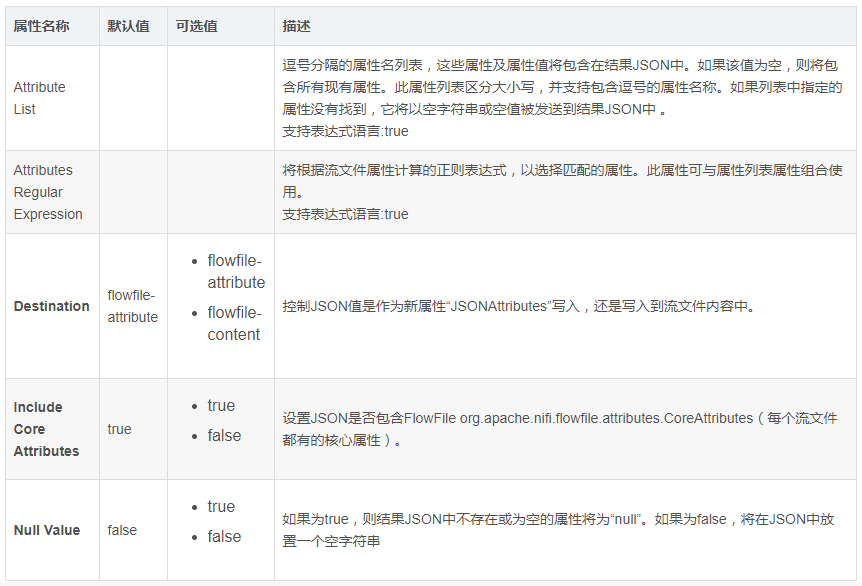 属性名称 默认值 可选值 描述
Attribute
List
逗号分隔的属性名列表，这些属性及属性值将包含在结果JSON中。如果该值为空，则将包
含所有现有属性。此属性列表区分大小写，并支持包含逗号的属性名称。如果列表中指定的
属性没有找到，它将以空字符串或空值被发送到结果JSON中 。
支持表达式语言:true
Attributes
Regular
Expression
将根据流文件属性计算的正则表达式，以选择匹配的属性。此属性可与属性列表属性组合使
用。
支持表达式语言:true
Destination
flowfile-
attribute
flowfile-
attribute
flowfile-
content
控制JSON值是作为新属性“JSONAttributes”写入，还是写入到流文件内容中。
Include
Core
Attributes
true
true
false
设置JSON是否包含FlowFile org.apache.nifi.flowfile.attributes.CoreAttributes（每个流文件
都有的核心属性）。
Null Value
false
true
false
如果为true，则结果JSON中不存在或为空的属性将为“null”。如果为false，将在JSON中放
置一个空字符串